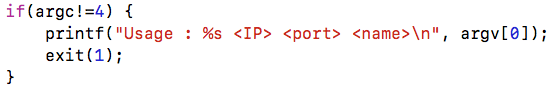 if(argc!=4) {
    printf("Usage : %s <IP> <port> <name>\n", argv[0]);
    exit(1);
}